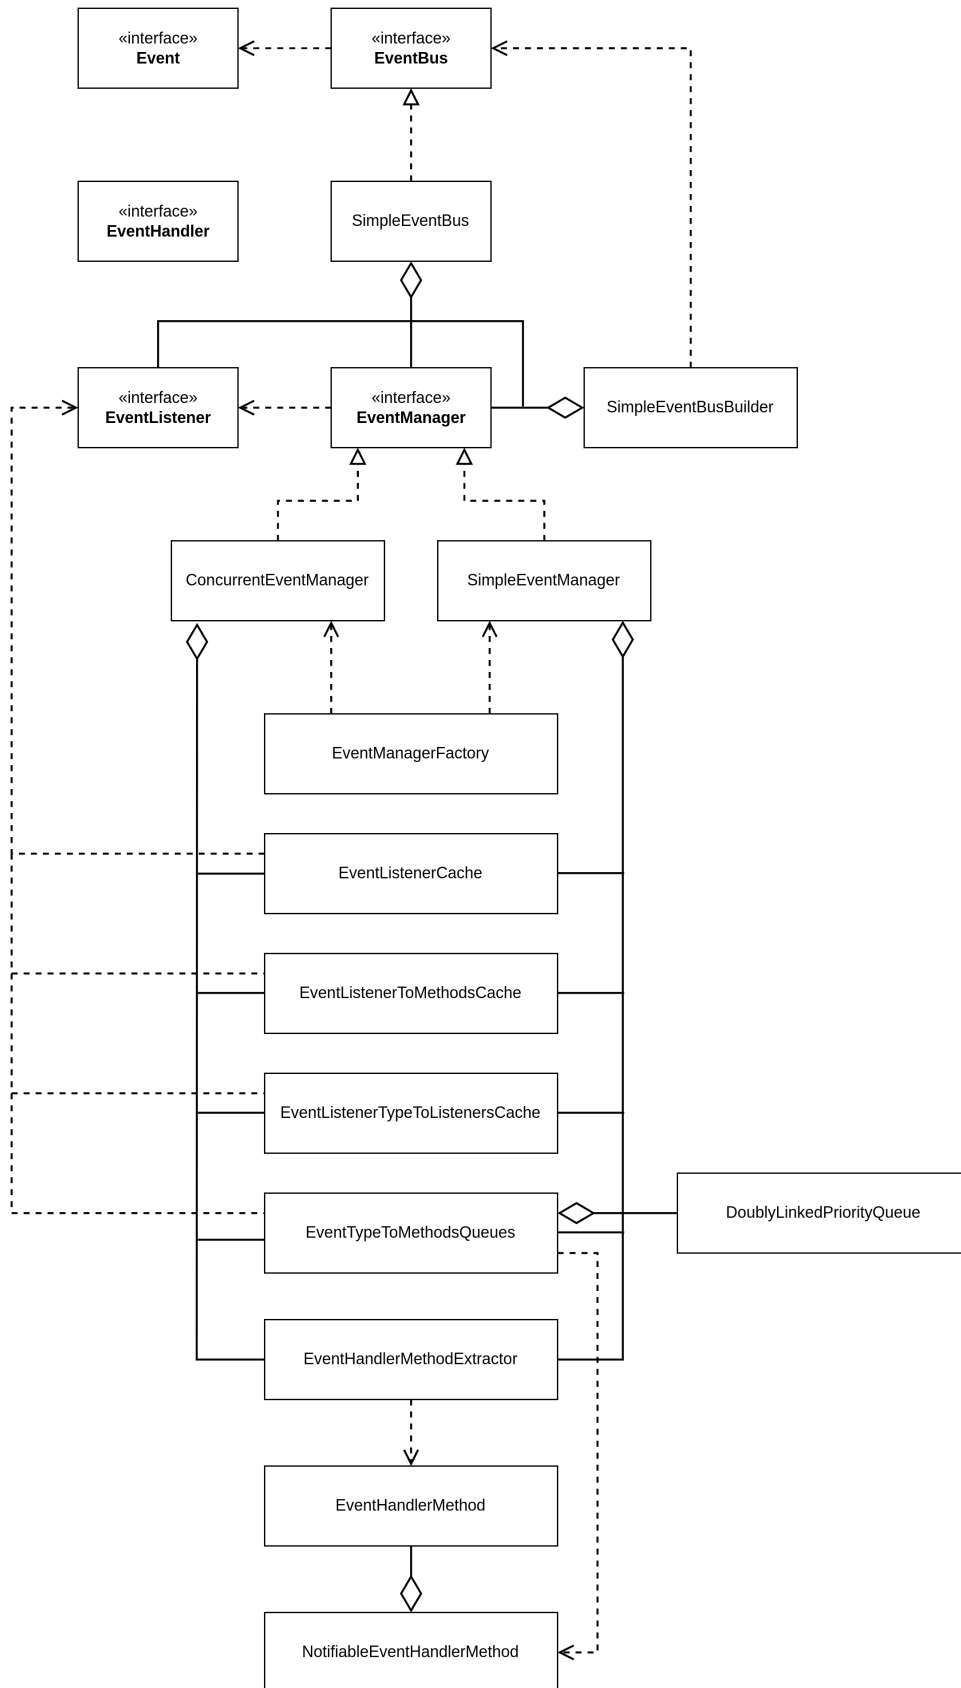 «interface»
Event
«interface»
EventBus
«interface»
EventHandler
SimpleEventBus
«interface»
EventListener
«interface»
EventManager
SimpleEventBusBuilder
ConcurrentEventManager
SimpleEventManager
EventManagerFactory
EventListenerCache
EventListenerToMethodsCache
EventListenerTypeToListenersCache
EventTypeToMethodsQueues
DoublyLinkedPriorityQueue
EventHandlerMethodExtractor
EventHandlerMethod
NotifiableEventHandlerMethod